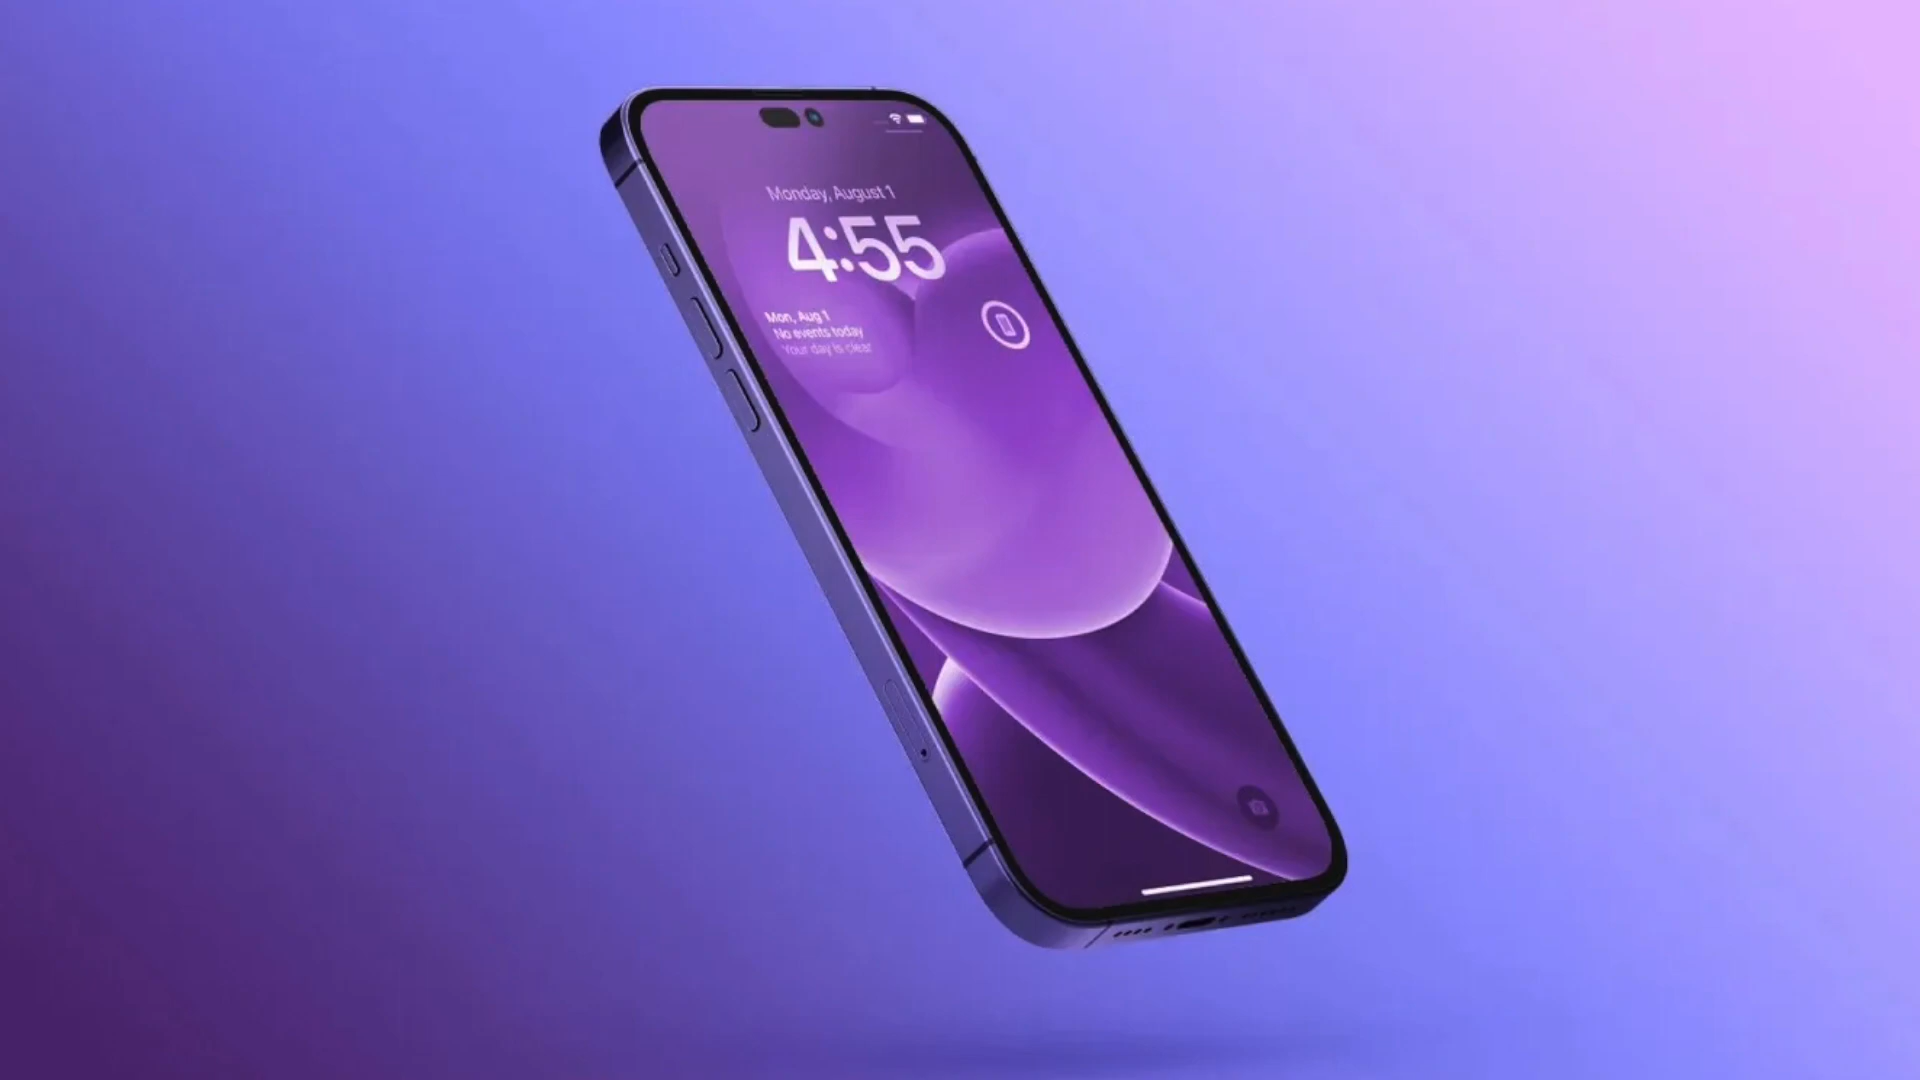 Monday, August 1
4:55
Mon, Aug 1
No events today
Your day is clear